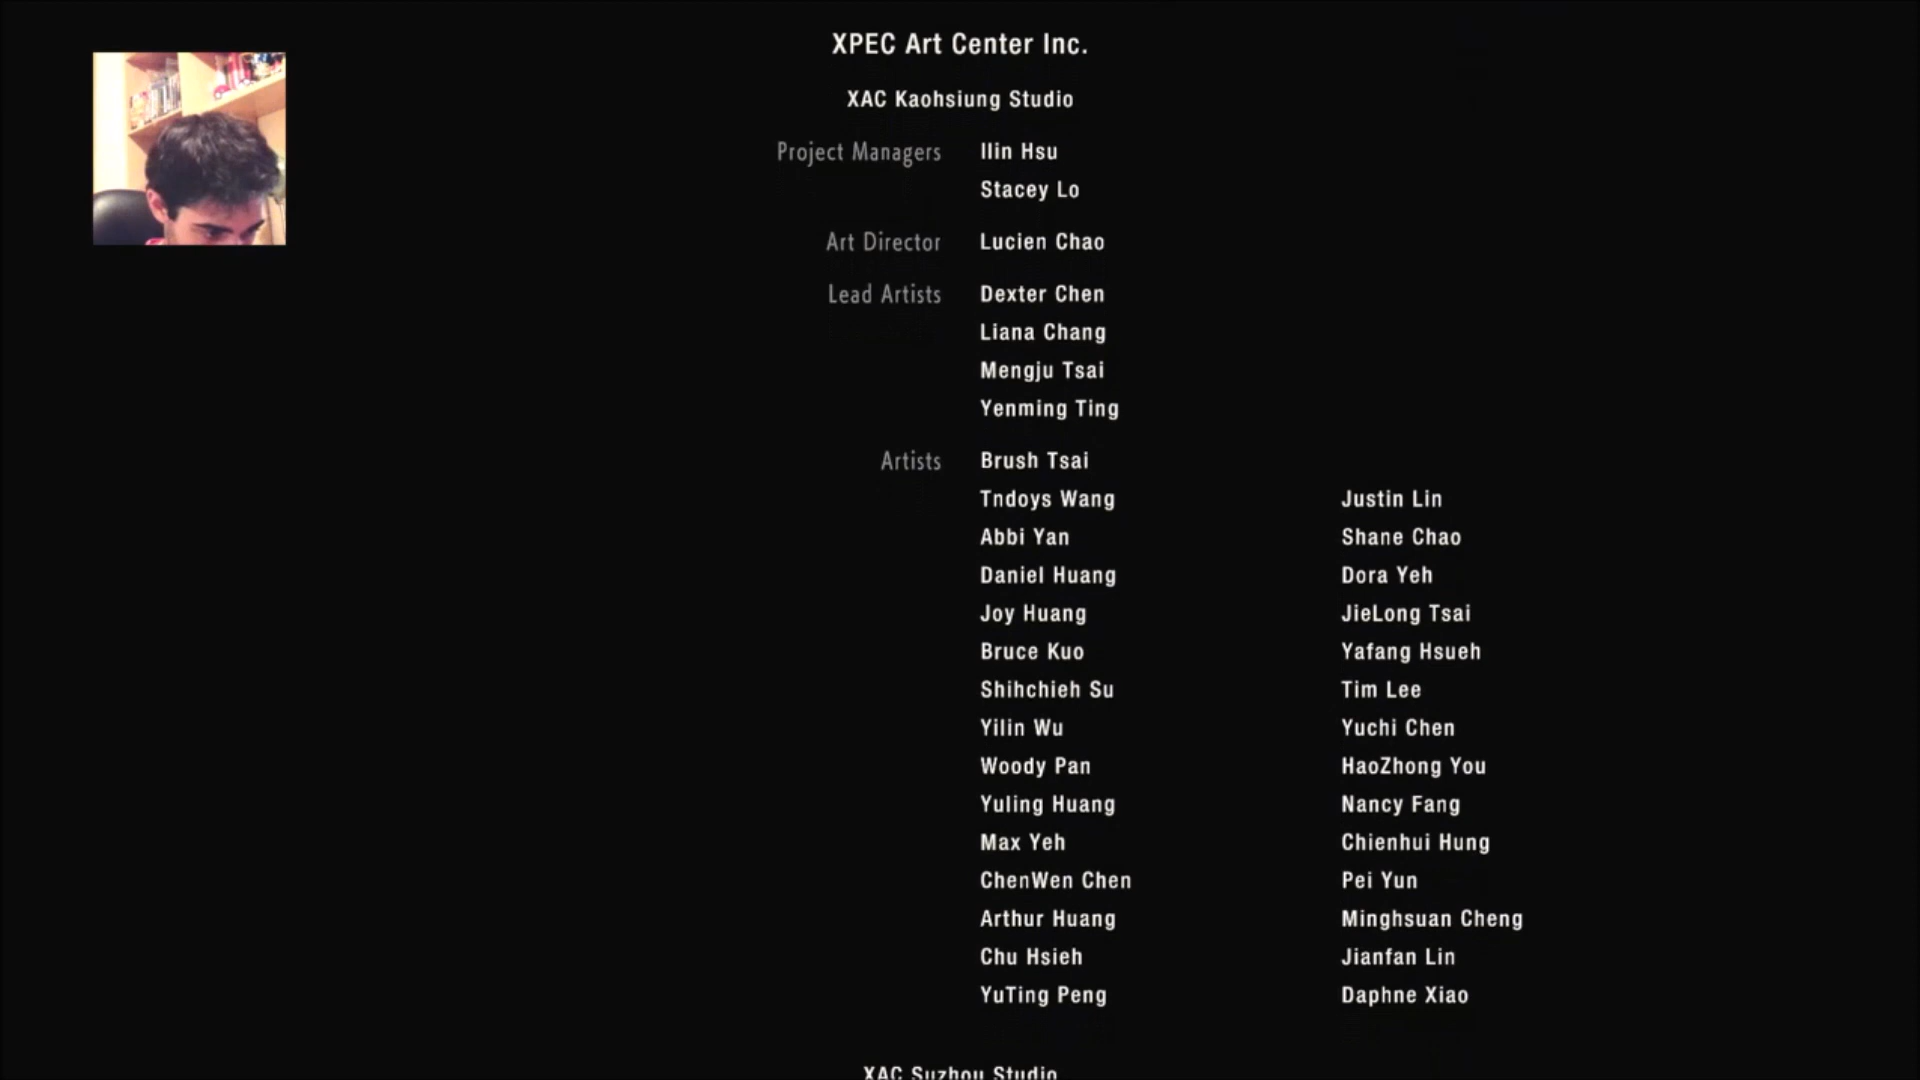 XPEC Art Center Inc.
XAC Kaohsiung Studio
Project Managers Ilin Hsu
Stacey Lo
Art Director Lucien Chao
Lead Artists Dexter Chen
Liana Chang
Mengju Tsai
Yenming Ting
Artists Brush Tsai
Tndoys Wang Justin Lin
Abbi Yan Shane Chao
Daniel Huang Dora Yeh
Joy Huang JieLong Tsai
Bruce Kuo Yafang Hsueh
Shihchieh Su Tim Lee
Yilin Wu Yuchi Chen
Woody Pan HaoZhong You
Yuling Huang Nancy Fang
Max Yeh Chienhui Hung
ChenWen Chen Pei Yun
Arthur Huang Minghsuan Cheng
Chu Hsieh Jianfan Lin
YuTing Peng Daphne Xiao
XAC Suzhou Studio